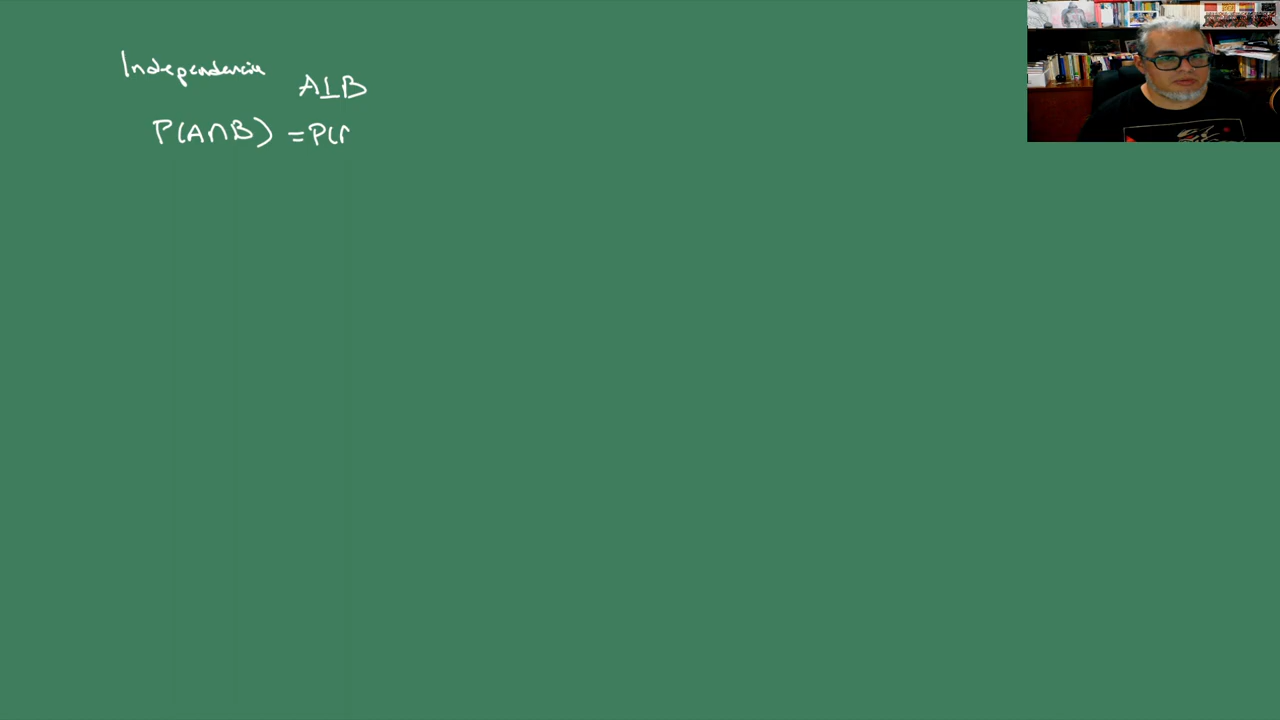 Independencia
A⊥B
P(A∩B) = P(A